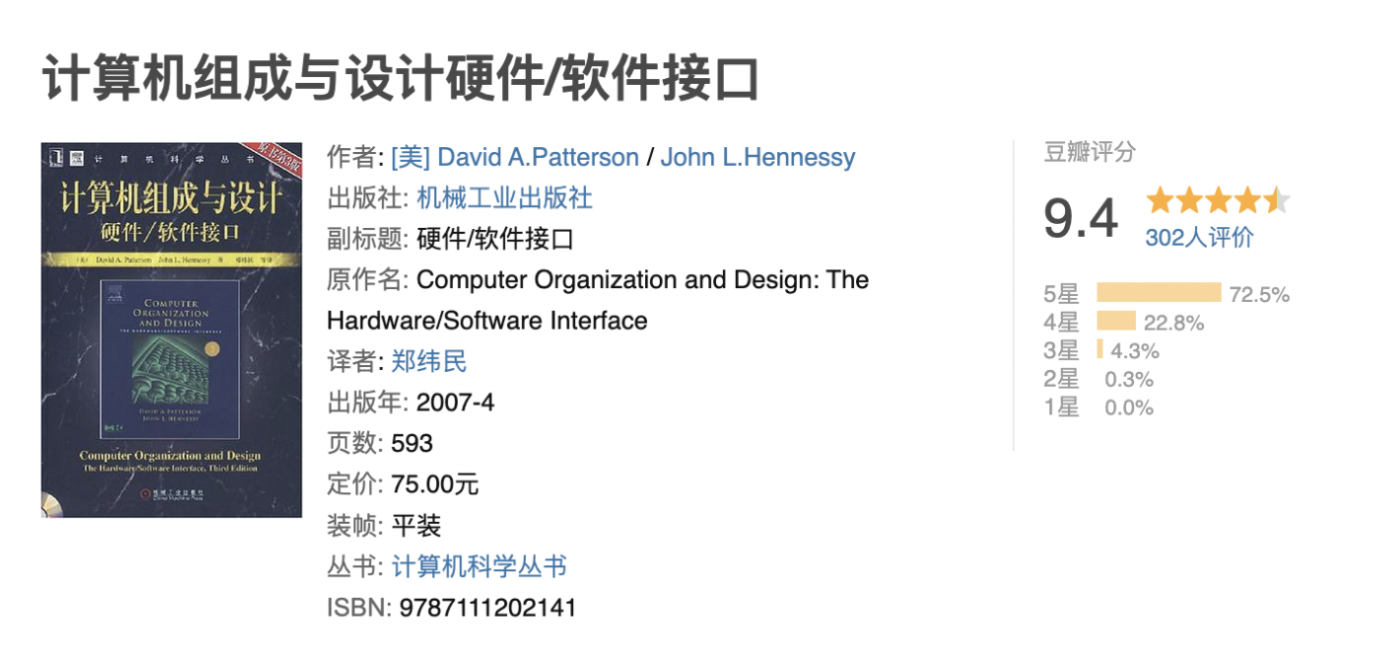 计算机组成与设计硬件/软件接口
原书第3版
计算机科学丛书
计算机组成与设计
硬件/软件接口
(美) David A. Patterson John L. Hennessy 著 郑纬民 等译
COMPUTER
ORGANIZATION
AND DESIGN
THE HARDWARE/SOFTWARE INTERFACE
DAVID A. PATTERSON
JOHN L. HENNESSY
Computer Organization and Design
The Hardware/Software Interface, Third Edition
机械工业出版社
China Machine Press
作者: [美] David A.Patterson / John L.Hennessy
出版社: 机械工业出版社
副标题: 硬件/软件接口
原作名: Computer Organization and Design: The
Hardware/Software Interface
译者: 郑纬民
出版年: 2007-4
页数: 593
定价: 75.00元
装帧: 平装
丛书: 计算机科学丛书
ISBN: 9787111202141
豆瓣评分
9.4
302人评价
5星 72.5%
4星 22.8%
3星 4.3%
2星 0.3%
1星 0.0%